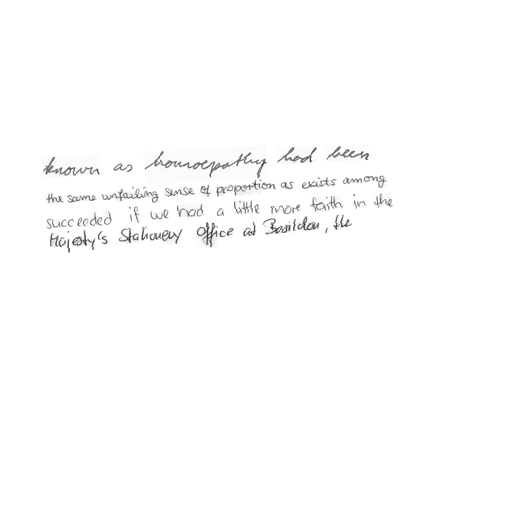 known as homoepathy had been
the same unfailing sense of proportion as exists among
succeeded if we had a little more faith in the
Majesty's Stationery Office at Basildon, the